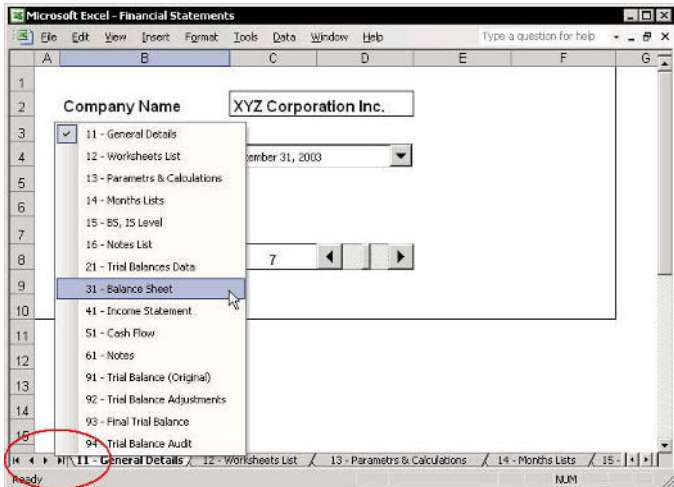 Microsoft Excel - Financial Statements
File Edit View Insert Format Tools Data Window Help Type a question for help
A B C D E F G
1
2 Company Name XYZ Corporation Inc.
3 11 - General Details
4 12 - Worksheets List ember 31, 2003
13 - Parametrs & Calculations
5 14 - Months Lists
6 15 - BS, IS Level
7 16 - Notes List
8 21 - Trial Balances Data 7
9 31 - Balance Sheet
10 41 - Income Statement
11 51 - Cash Flow
12 61 - Notes
13 91 - Trial Balance (Original)
14 92 - Trial Balance Adjustments
93 - Final Trial Balance
15 94 - Trial Balance Audit
11 - General Details 12 - Worksheets List 13 - Parametrs & Calculations 14 - Months Lists 15 -
Ready NUM